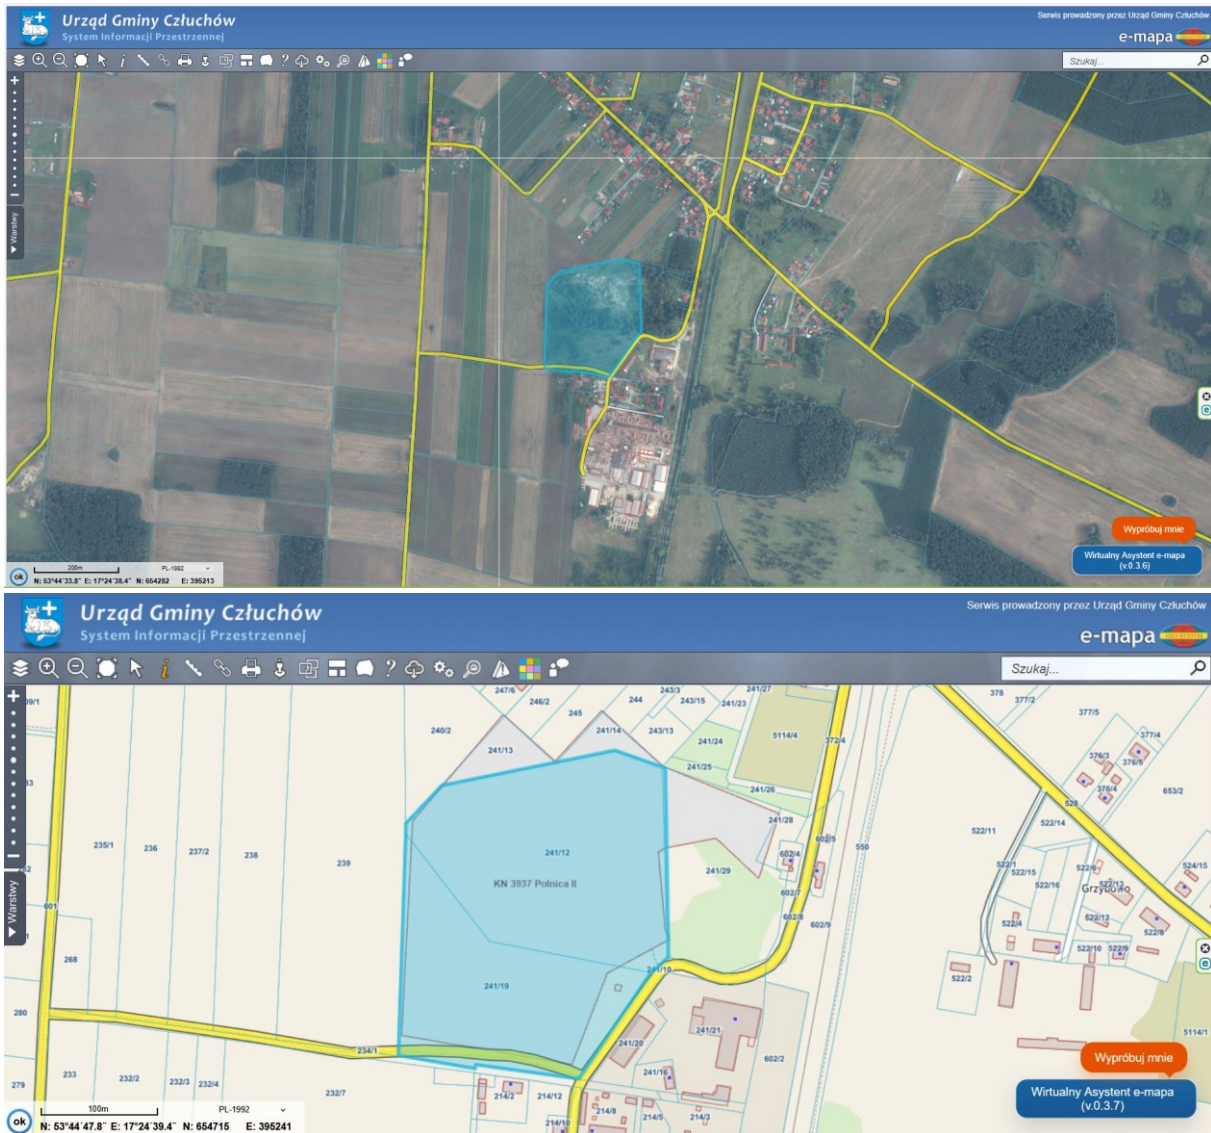 Urząd Gminy Człuchów
System Informacji Przestrzennej
Serwis prowadzony przez Urząd Gminy Człuchów
e-mapa
Szukaj...
Warstwy
200m
PL-1992
ok
N: 53°44'33.8" E: 17°24'38.4" N: 654282 E: 395213
Wypróbuj mnie
Wirtualny Asystent e-mapa
(v.0.3.6)
Urząd Gminy Człuchów
System Informacji Przestrzennej
Serwis prowadzony przez Urząd Gminy Człuchów
e-mapa
Szukaj...
247/6
243/3
241/27
378
377/2
246/2
244
243/15
241/23
377/5
245
240/2
241/14
243/13
241/24
5114/4
372/4
377/4
241/13
376/3
376/5
241/25
241/26
376/4
653/2
528
241/28
522/14
522/11
602/5
235/1
236
237/2
238
239
241/12
602/4
550
522/1
522/6
524/15
241/29
522/15
KN 3937 Polnica II
522/16
522/13
Grzybowo
602/7
Warstwy
601
602/8
602/9
522/4
522/12
522/8
522/10
522/9
268
241/10
522/2
241/19
280
241/21
5114/1
241/20
234/1
602/2
Wypróbuj mnie
279
233
232/2
232/3
232/4
232/7
241/16
214/2
214/12
214/8
214/5
214/3
214/10
Wirtualny Asystent e-mapa
(v.0.3.7)
100m
PL-1992
ok
N: 53°44'47.8" E: 17°24'39.4" N: 654715 E: 395241